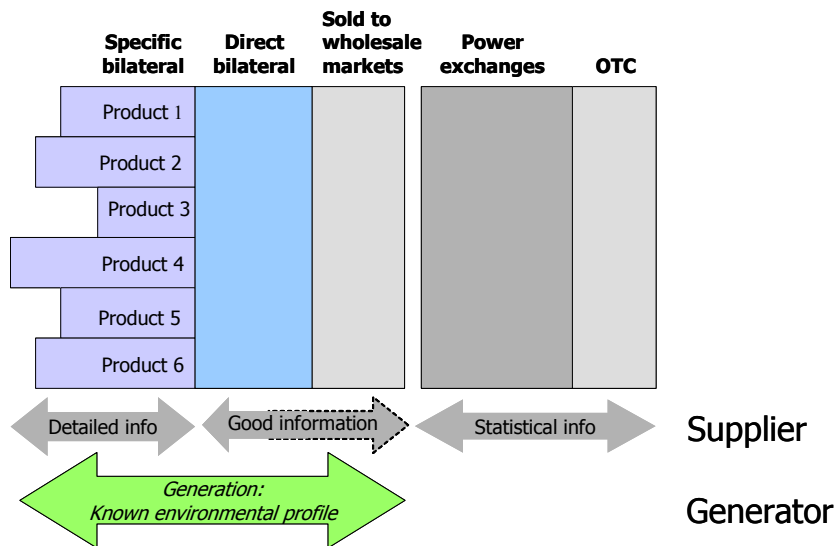 Specific
bilateral
Direct
bilateral
Sold to
wholesale
markets
Power
exchanges
OTC
Product 1
Product 2
Product 3
Product 4
Product 5
Product 6
Detailed info
Good information
Statistical info
Supplier
Generation:
Known environmental profile
Generator